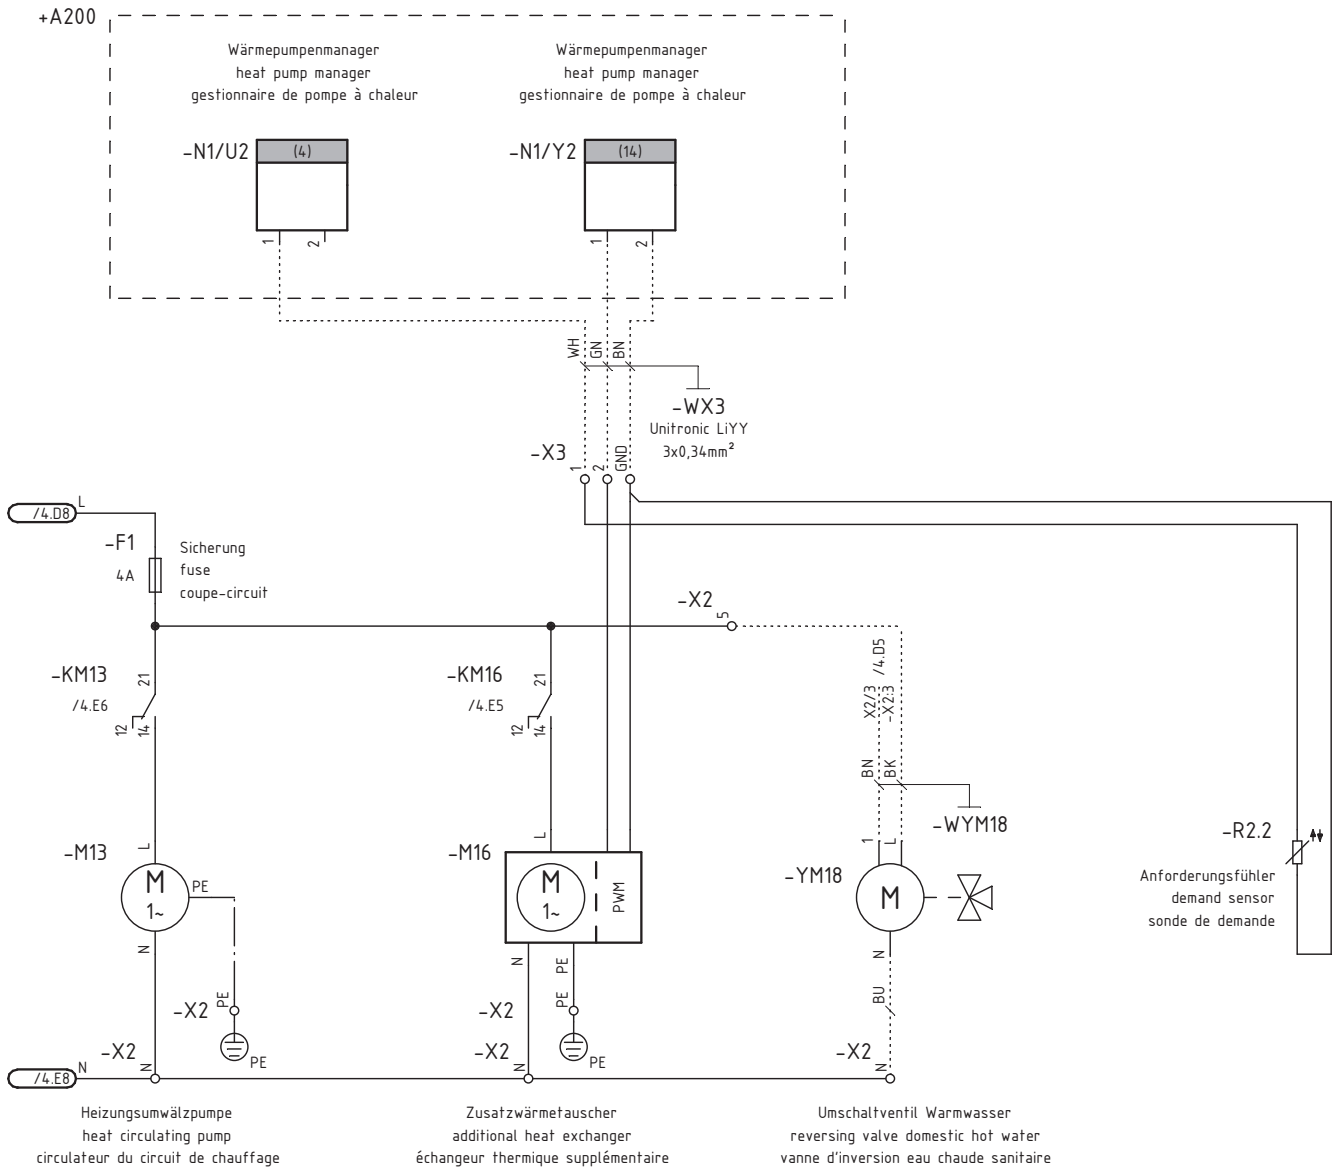 +A200
Wärmepumpenmanager
heat pump manager
gestionnaire de pompe à chaleur
Wärmepumpenmanager
heat pump manager
gestionnaire de pompe à chaleur
-N1/U2
(4)
-N1/Y2
(14)
1
2
1
2
WH
GN
BN
-WX3
Unitronic LiYY
3x0,34mm²
-X3
1
2
GND
/4.D8
L
-F1
4A
Sicherung
fuse
coupe-circuit
-X2
5
-KM13
21
/4.E6
12
14
-KM16
21
/4.E5
12
14
X2/3
/4.D5
-X2:3
BN
BK
-WYM18
-M13
L
M
1~
PE
N
-M16
L
M
1~
PWM
N
PE
-YM18
1
L
M
N
-R2.2
Anforderungsfühler
demand sensor
sonde de demande
-X2
PE
PE
-X2
PE
PE
BU
-X2
N
-X2
N
-X2
N
/4.E8
N
Heizungsumwälzpumpe
heat circulating pump
circulateur du circuit de chauffage
Zusatzwärmetauscher
additional heat exchanger
échangeur thermique supplémentaire
Umschaltventil Warmwasser
reversing valve domestic hot water
vanne d'inversion eau chaude sanitaire